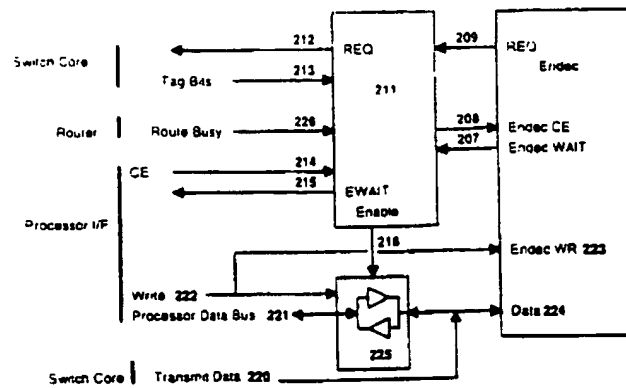 212 REQ 209 REQ
Switch Core 213 Endec
Tag Bits 211
226 208
Router Route Busy Endec CE
207 Endec WAIT
CE 214
215 EWAIT
Enable
Processor I/F 216
Endec WR 223
Write 222
Processor Data Bus 221 Data 224
225
Switch Core Transmit Data 220